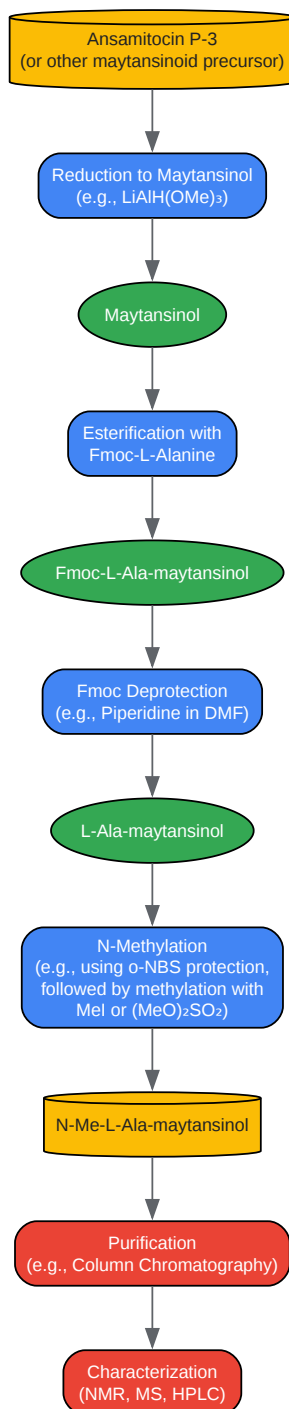 Ansamitocin P-3
(or other maytansinoid precursor)
Reduction to Maytansinol
(e.g., LiAlH(OMe)₃)
Maytansinol
Esterification with
Fmoc-L-Alanine
Fmoc-L-Ala-maytansinol
Fmoc Deprotection
(e.g., Piperidine in DMF)
L-Ala-maytansinol
N-Methylation
(e.g., using o-NBS protection,
followed by methylation with
MeI or (MeO)₂SO₂)
N-Me-L-Ala-maytansinol
Purification
(e.g., Column Chromatography)
Characterization
(NMR, MS, HPLC)